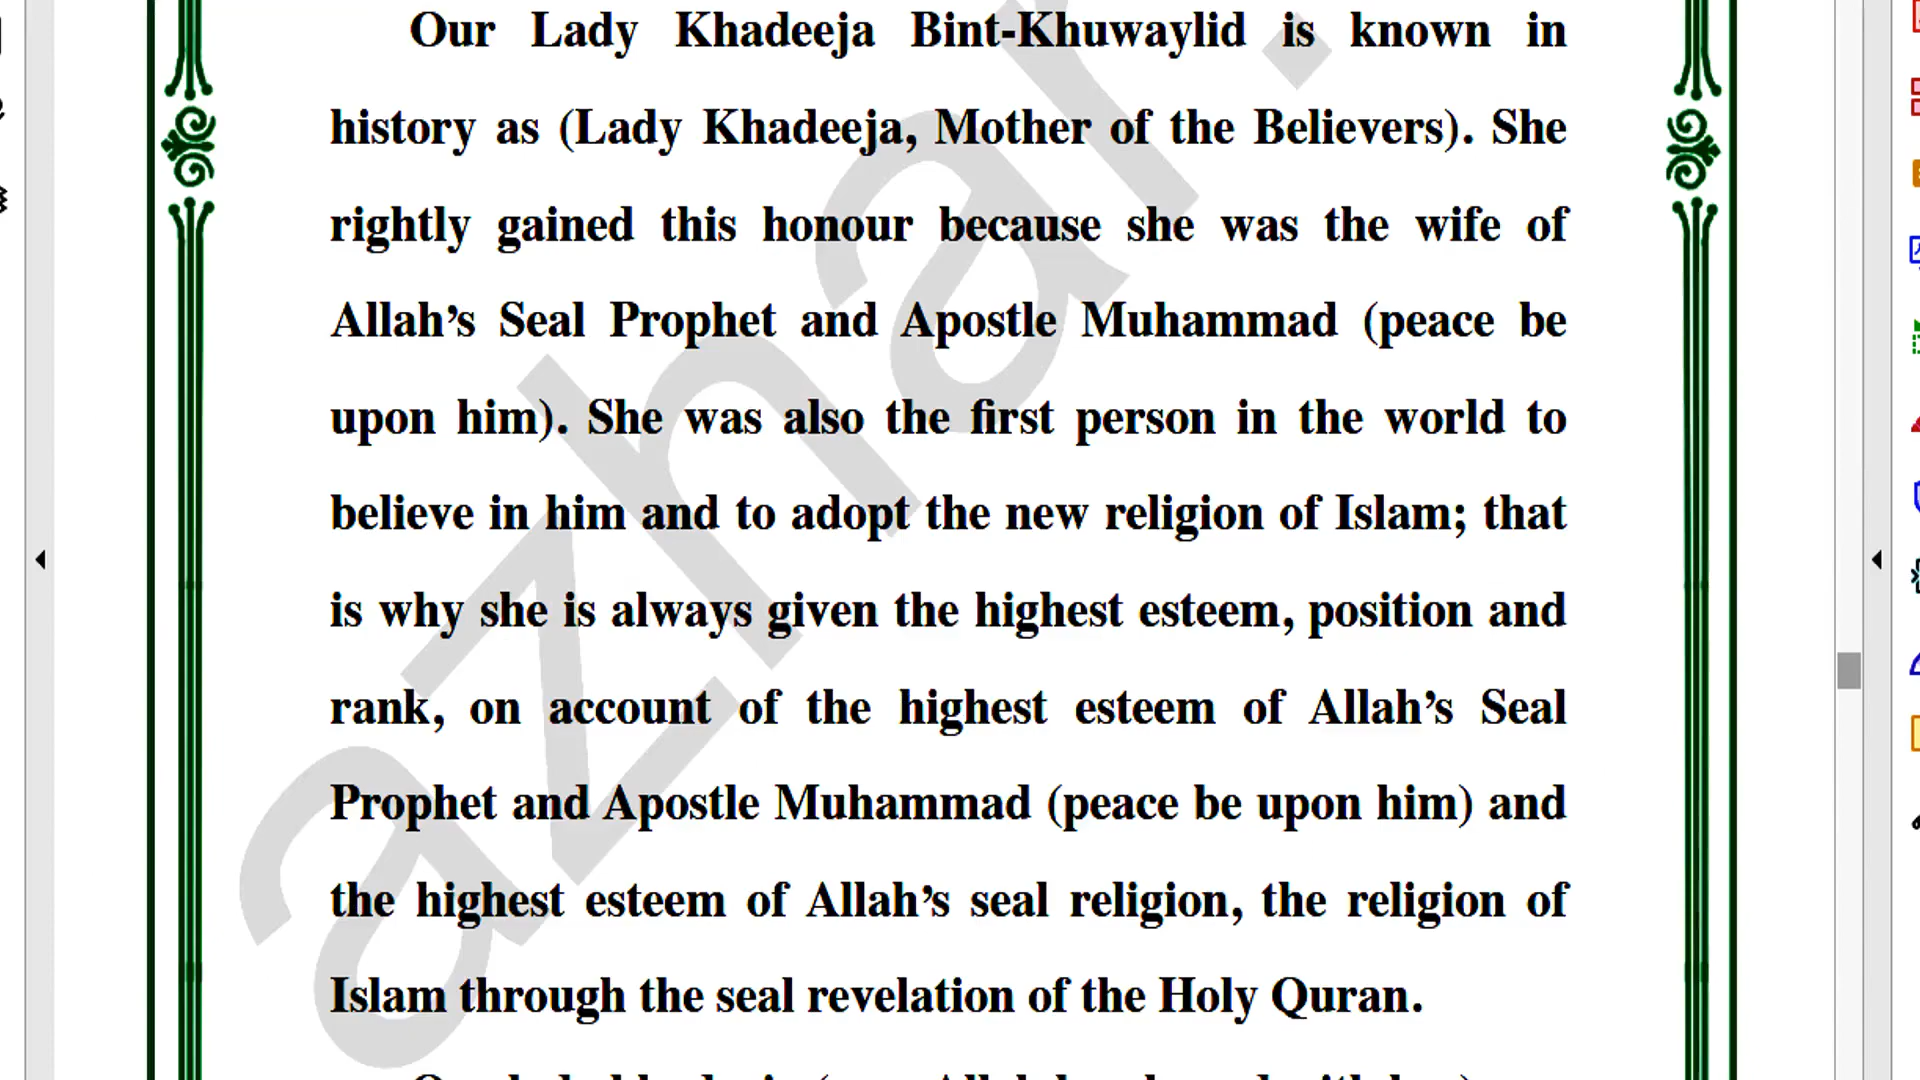 Our Lady Khadeeja Bint-Khuwaylid is known in
history as (Lady Khadeeja, Mother of the Believers). She
rightly gained this honour because she was the wife of
Allah’s Seal Prophet and Apostle Muhammad (peace be
upon him). She was also the first person in the world to
believe in him and to adopt the new religion of Islam; that
is why she is always given the highest esteem, position and
rank, on account of the highest esteem of Allah’s Seal
Prophet and Apostle Muhammad (peace be upon him) and
the highest esteem of Allah’s seal religion, the religion of
Islam through the seal revelation of the Holy Quran.
azhar.